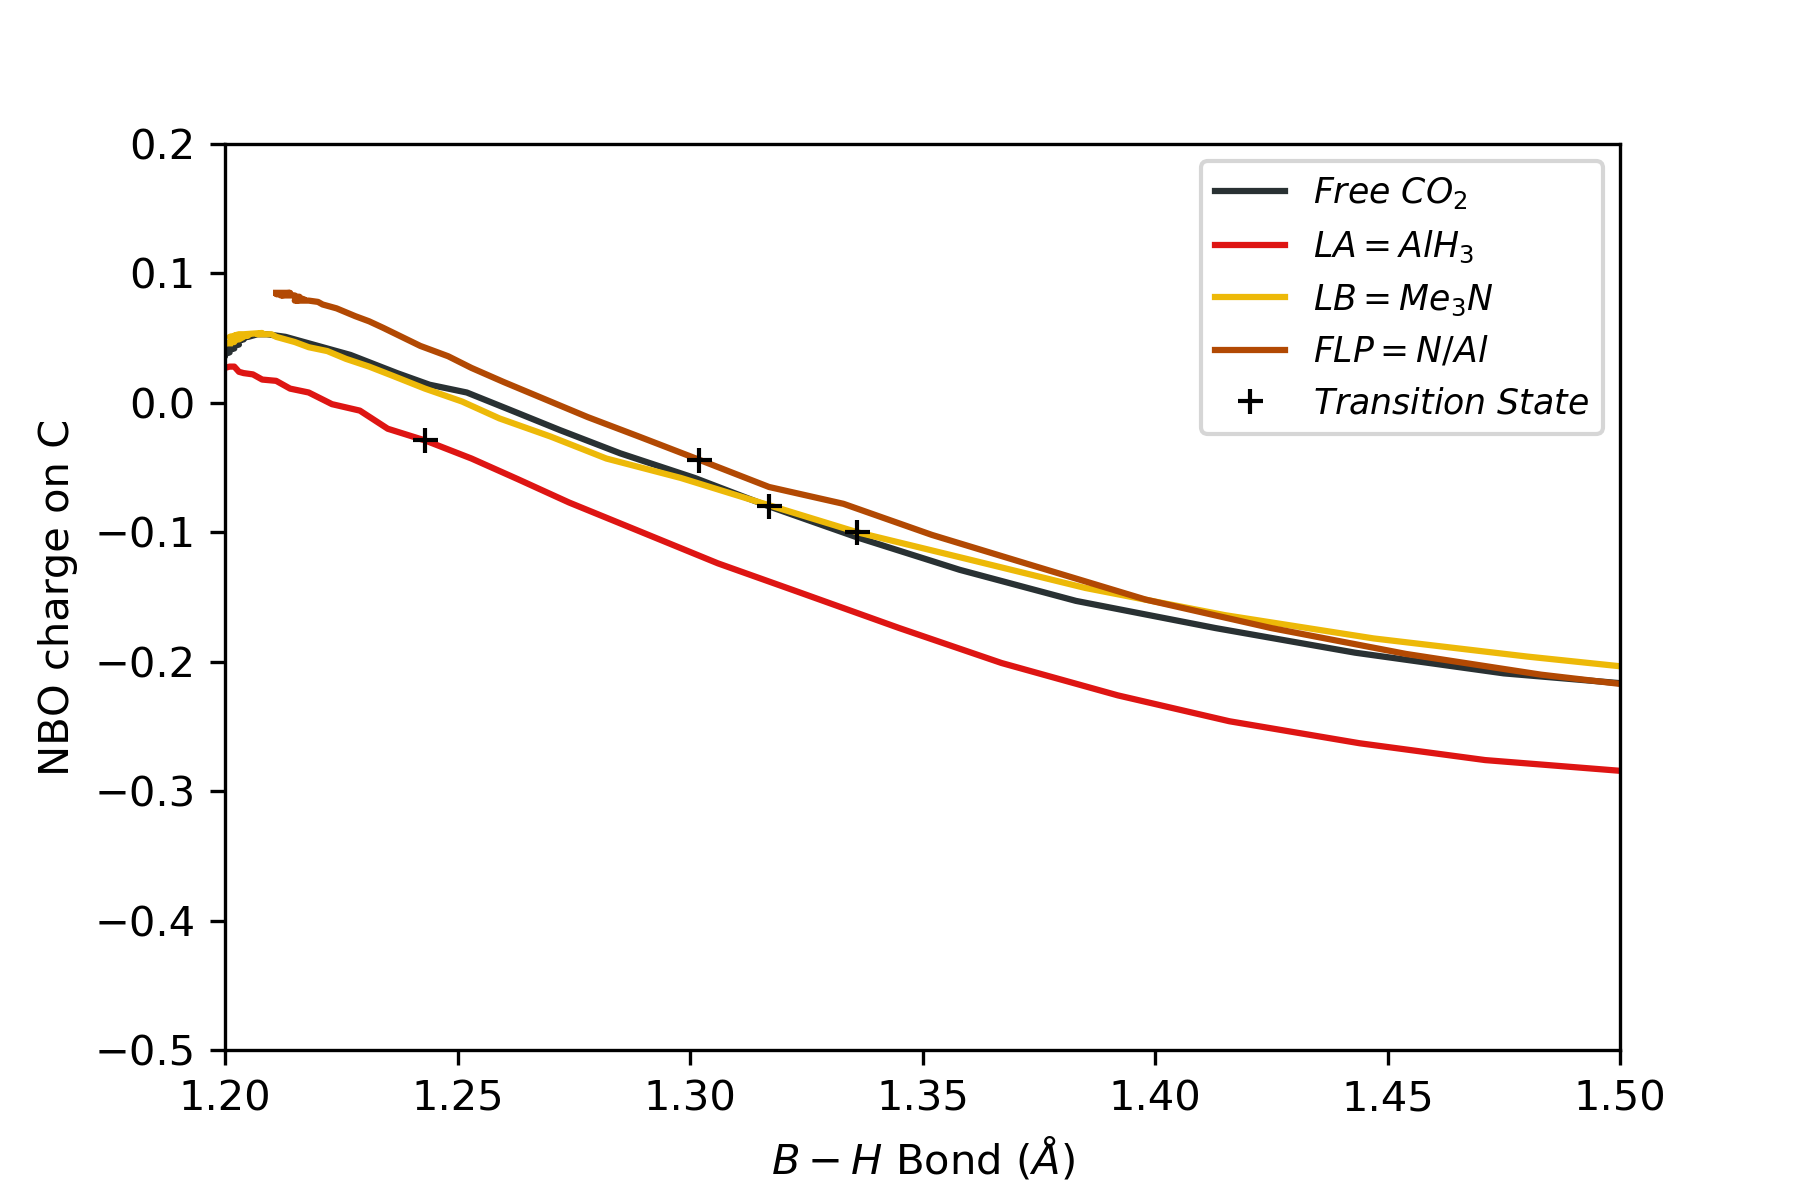 0.2
0.1
0.0
−0.1
−0.2
−0.3
−0.4
−0.5
NBO charge on C
Free CO₂
LA = AlH₃
LB = Me₃N
FLP = N/Al
Transition State
1.20 1.25 1.30 1.35 1.40 1.45 1.50
B − H Bond (Å)